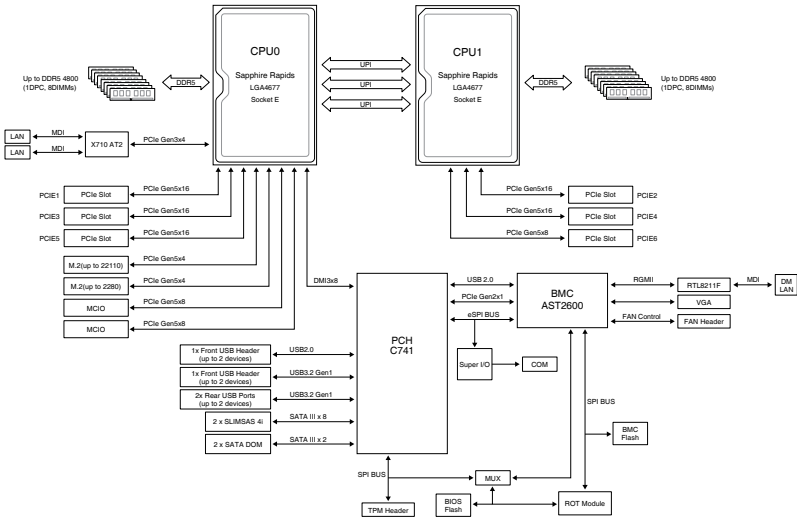 CPU0
Sapphire Rapids
LGA4677
Socket E
CPU1
Sapphire Rapids
LGA4677
Socket E
UPI
UPI
UPI
Up to DDR5 4800
(1DPC, 8DIMMs)
DDR5
DDR5
Up to DDR5 4800
(1DPC, 8DIMMs)
LAN
MDI
LAN
MDI
X710 AT2
PCIe Gen3x4
PCIE1
PCIe Slot
PCIe Gen5x16
PCIE3
PCIe Slot
PCIe Gen5x16
PCIE5
PCIe Slot
PCIe Gen5x16
PCIe Gen5x16
PCIe Slot
PCIE2
PCIe Gen5x16
PCIe Slot
PCIE4
PCIe Gen5x8
PCIe Slot
PCIE6
M.2(up to 22110)
PCIe Gen5x4
M.2(up to 2280)
PCIe Gen5x4
MCIO
PCIe Gen5x8
MCIO
PCIe Gen5x8
DMI3x8
PCH
C741
USB 2.0
PCIe Gen2x1
eSPI BUS
BMC
AST2600
RGMII
RTL8211F
MDI
DM
LAN
VGA
FAN Control
FAN Header
Super I/O
COM
1x Front USB Header
(up to 2 devices)
USB2.0
1x Front USB Header
(up to 2 devices)
USB3.2 Gen1
2x Rear USB Ports
(up to 2 devices)
USB3.2 Gen1
2 x SLIMSAS 4i
SATA III x 8
2 x SATA DOM
SATA III x 2
SPI BUS
BMC
Flash
SPI BUS
MUX
TPM Header
BIOS
Flash
ROT Module